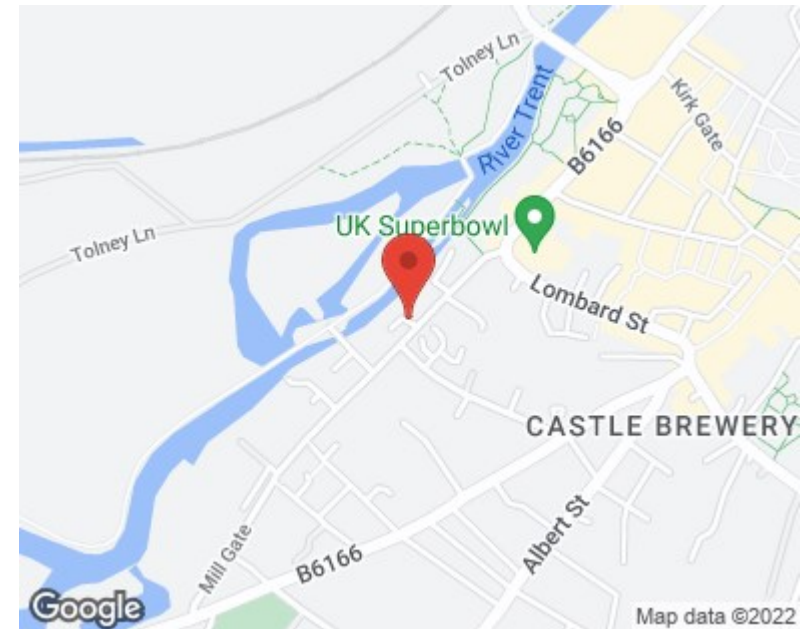 Tolney Ln
River Trent
Kirk Gate
B6166
UK Superbowl
Tolney Ln
Lombard St
CASTLE BREWERY
Albert St
Mill Gate
B6166
Google
Map data ©2022